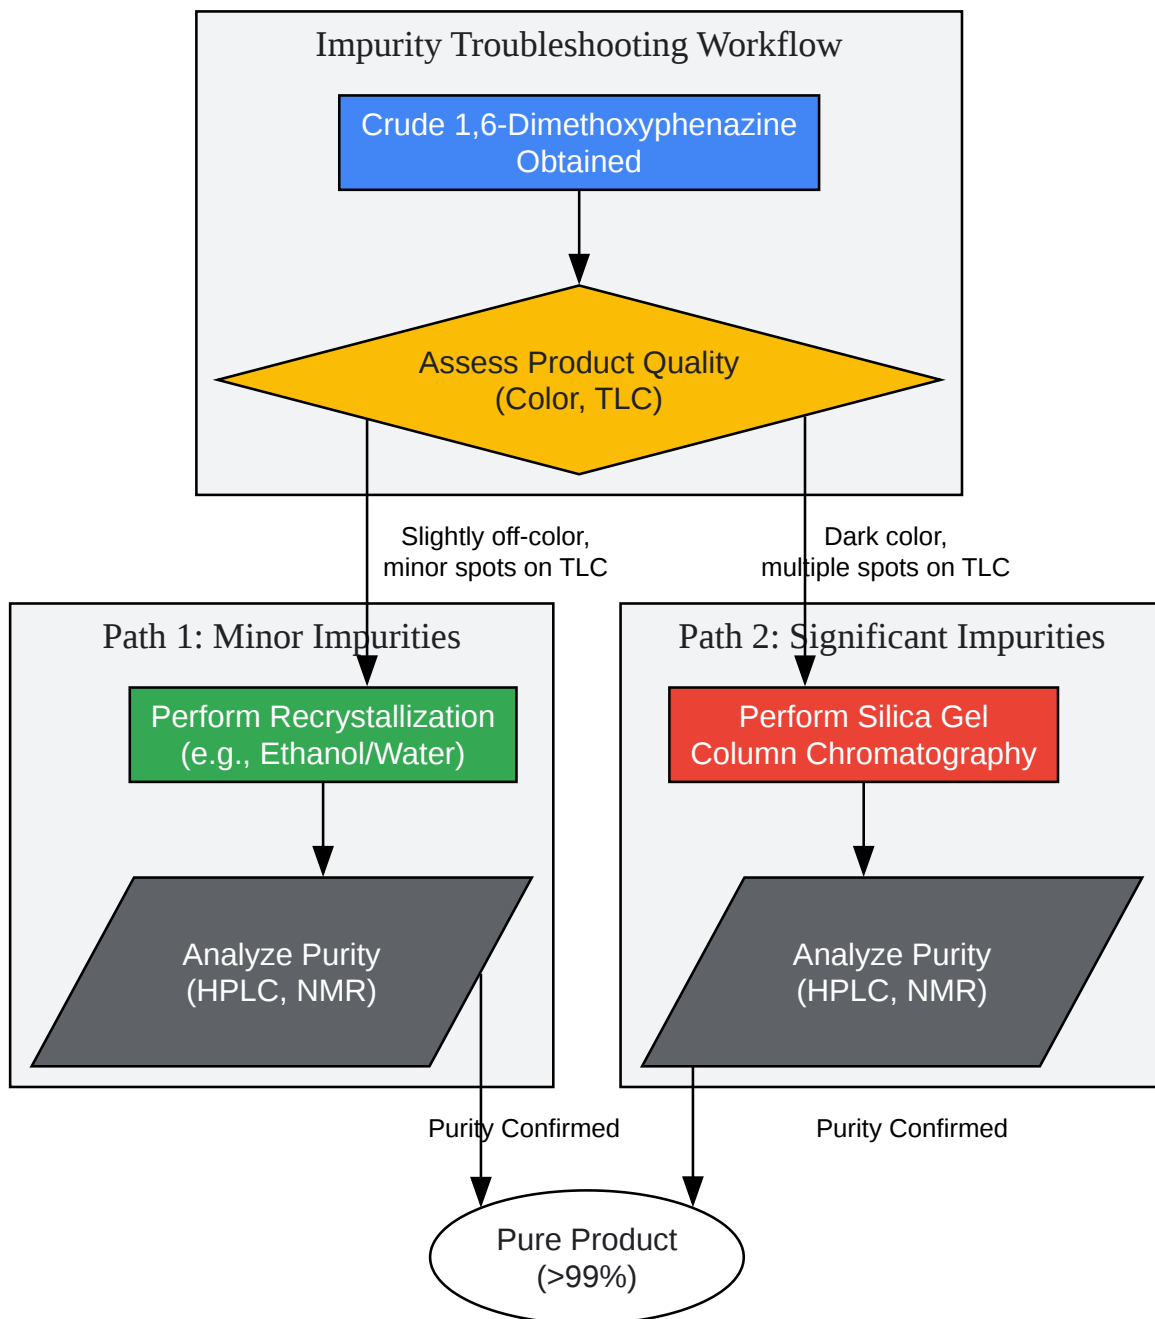 Impurity Troubleshooting Workflow
Crude 1,6-Dimethoxyphenazine
Obtained
Assess Product Quality
(Color, TLC)
Slightly off-color,
minor spots on TLC
Dark color,
multiple spots on TLC
Path 1: Minor Impurities
Perform Recrystallization
(e.g., Ethanol/Water)
Analyze Purity
(HPLC, NMR)
Path 2: Significant Impurities
Perform Silica Gel
Column Chromatography
Analyze Purity
(HPLC, NMR)
Purity Confirmed
Purity Confirmed
Pure Product
(>99%)